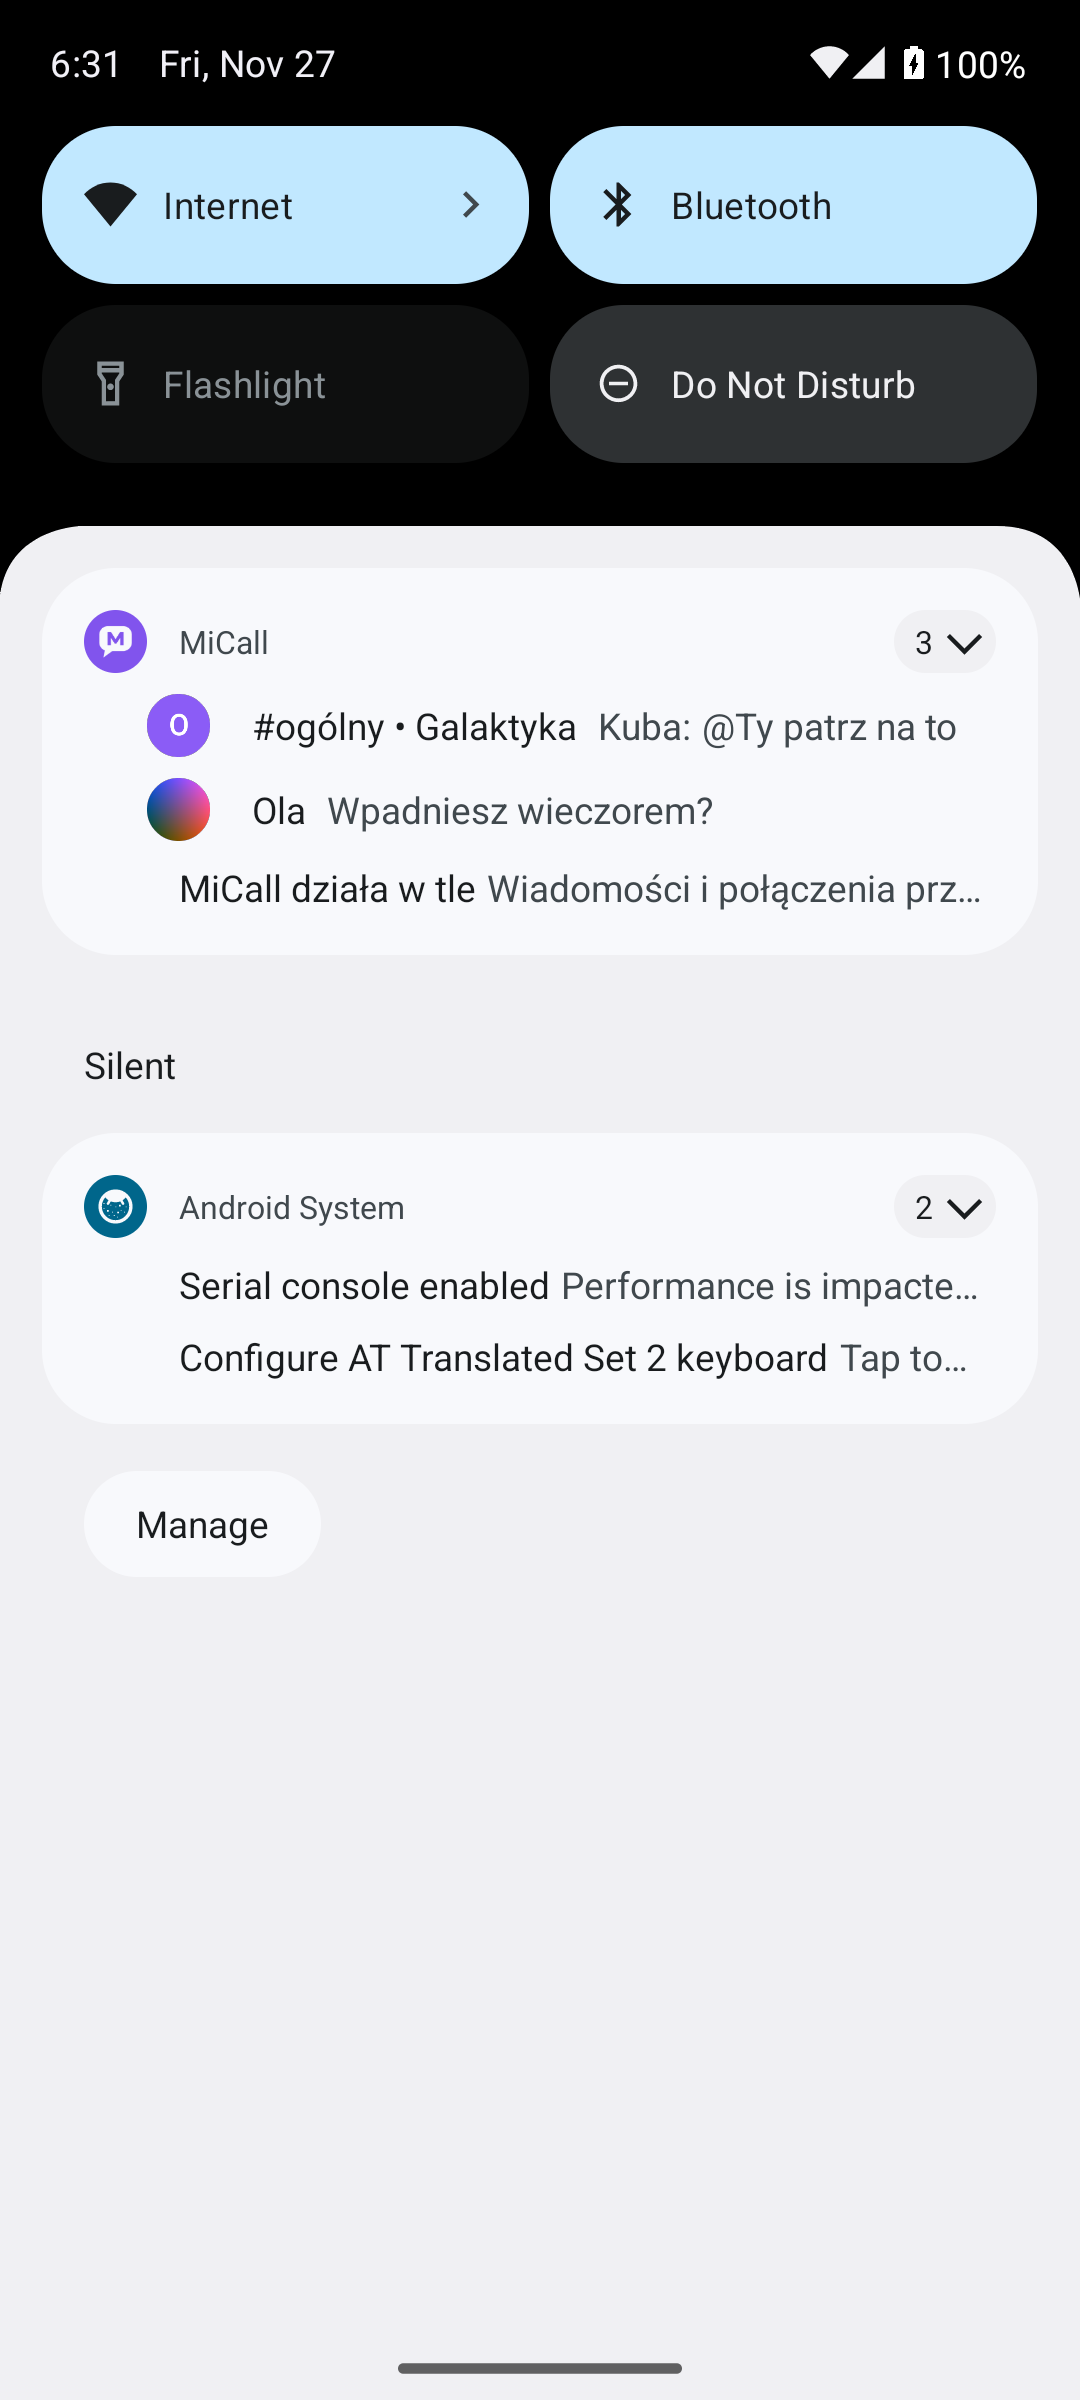 6:31 Fri, Nov 27 100%
Internet Bluetooth
Flashlight Do Not Disturb
MiCall 3
O #ogólny • Galaktyka Kuba: @Ty patrz na to
Ola Wpadniesz wieczorem?
MiCall działa w tle Wiadomości i połączenia prz…
Silent
Android System 2
Serial console enabled Performance is impacte…
Configure AT Translated Set 2 keyboard Tap to…
Manage